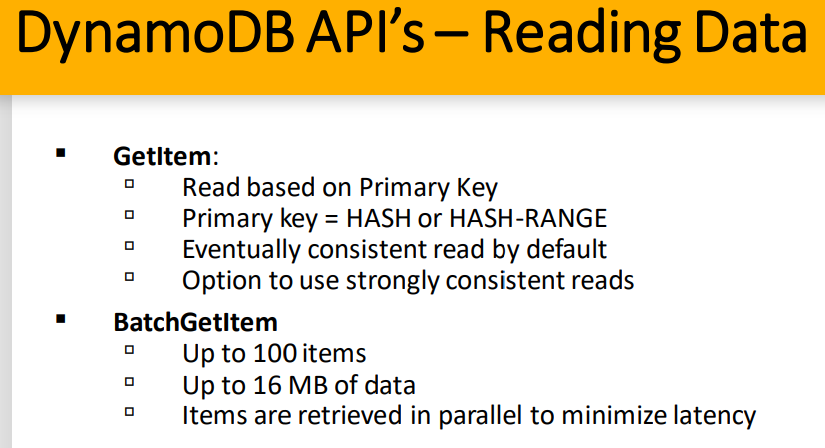 DynamoDB API’s – Reading Data
▪ GetItem:
▫ Read based on Primary Key
▫ Primary key = HASH or HASH-RANGE
▫ Eventually consistent read by default
▫ Option to use strongly consistent reads
▪ BatchGetItem
▫ Up to 100 items
▫ Up to 16 MB of data
▫ Items are retrieved in parallel to minimize latency